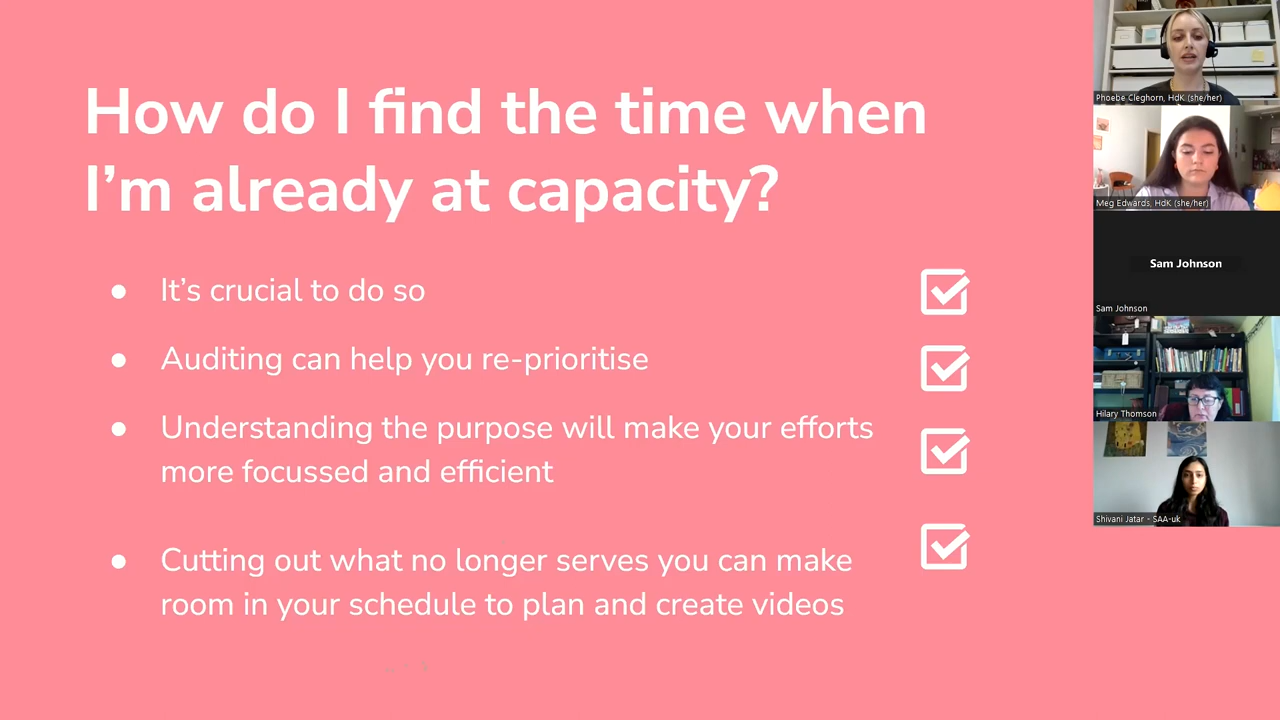 How do I find the time when
I’m already at capacity?
● It’s crucial to do so
● Auditing can help you re-prioritise
● Understanding the purpose will make your efforts
more focussed and efficient
● Cutting out what no longer serves you can make
room in your schedule to plan and create videos
Phoebe Cleghorn, HdK (she/her)
Meg Edwards, HdK (she/her)
Sam Johnson
Sam Johnson
Hilary Thomson
Shivani Jatar - SAA-uk